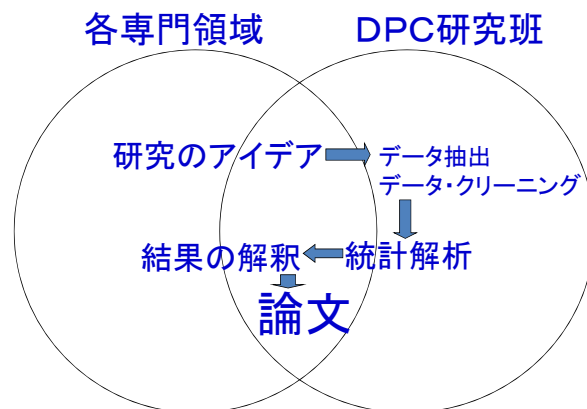 各専門領域
DPC研究班
研究のアイデア
データ抽出
データ・クリーニング
結果の解釈
統計解析
論文